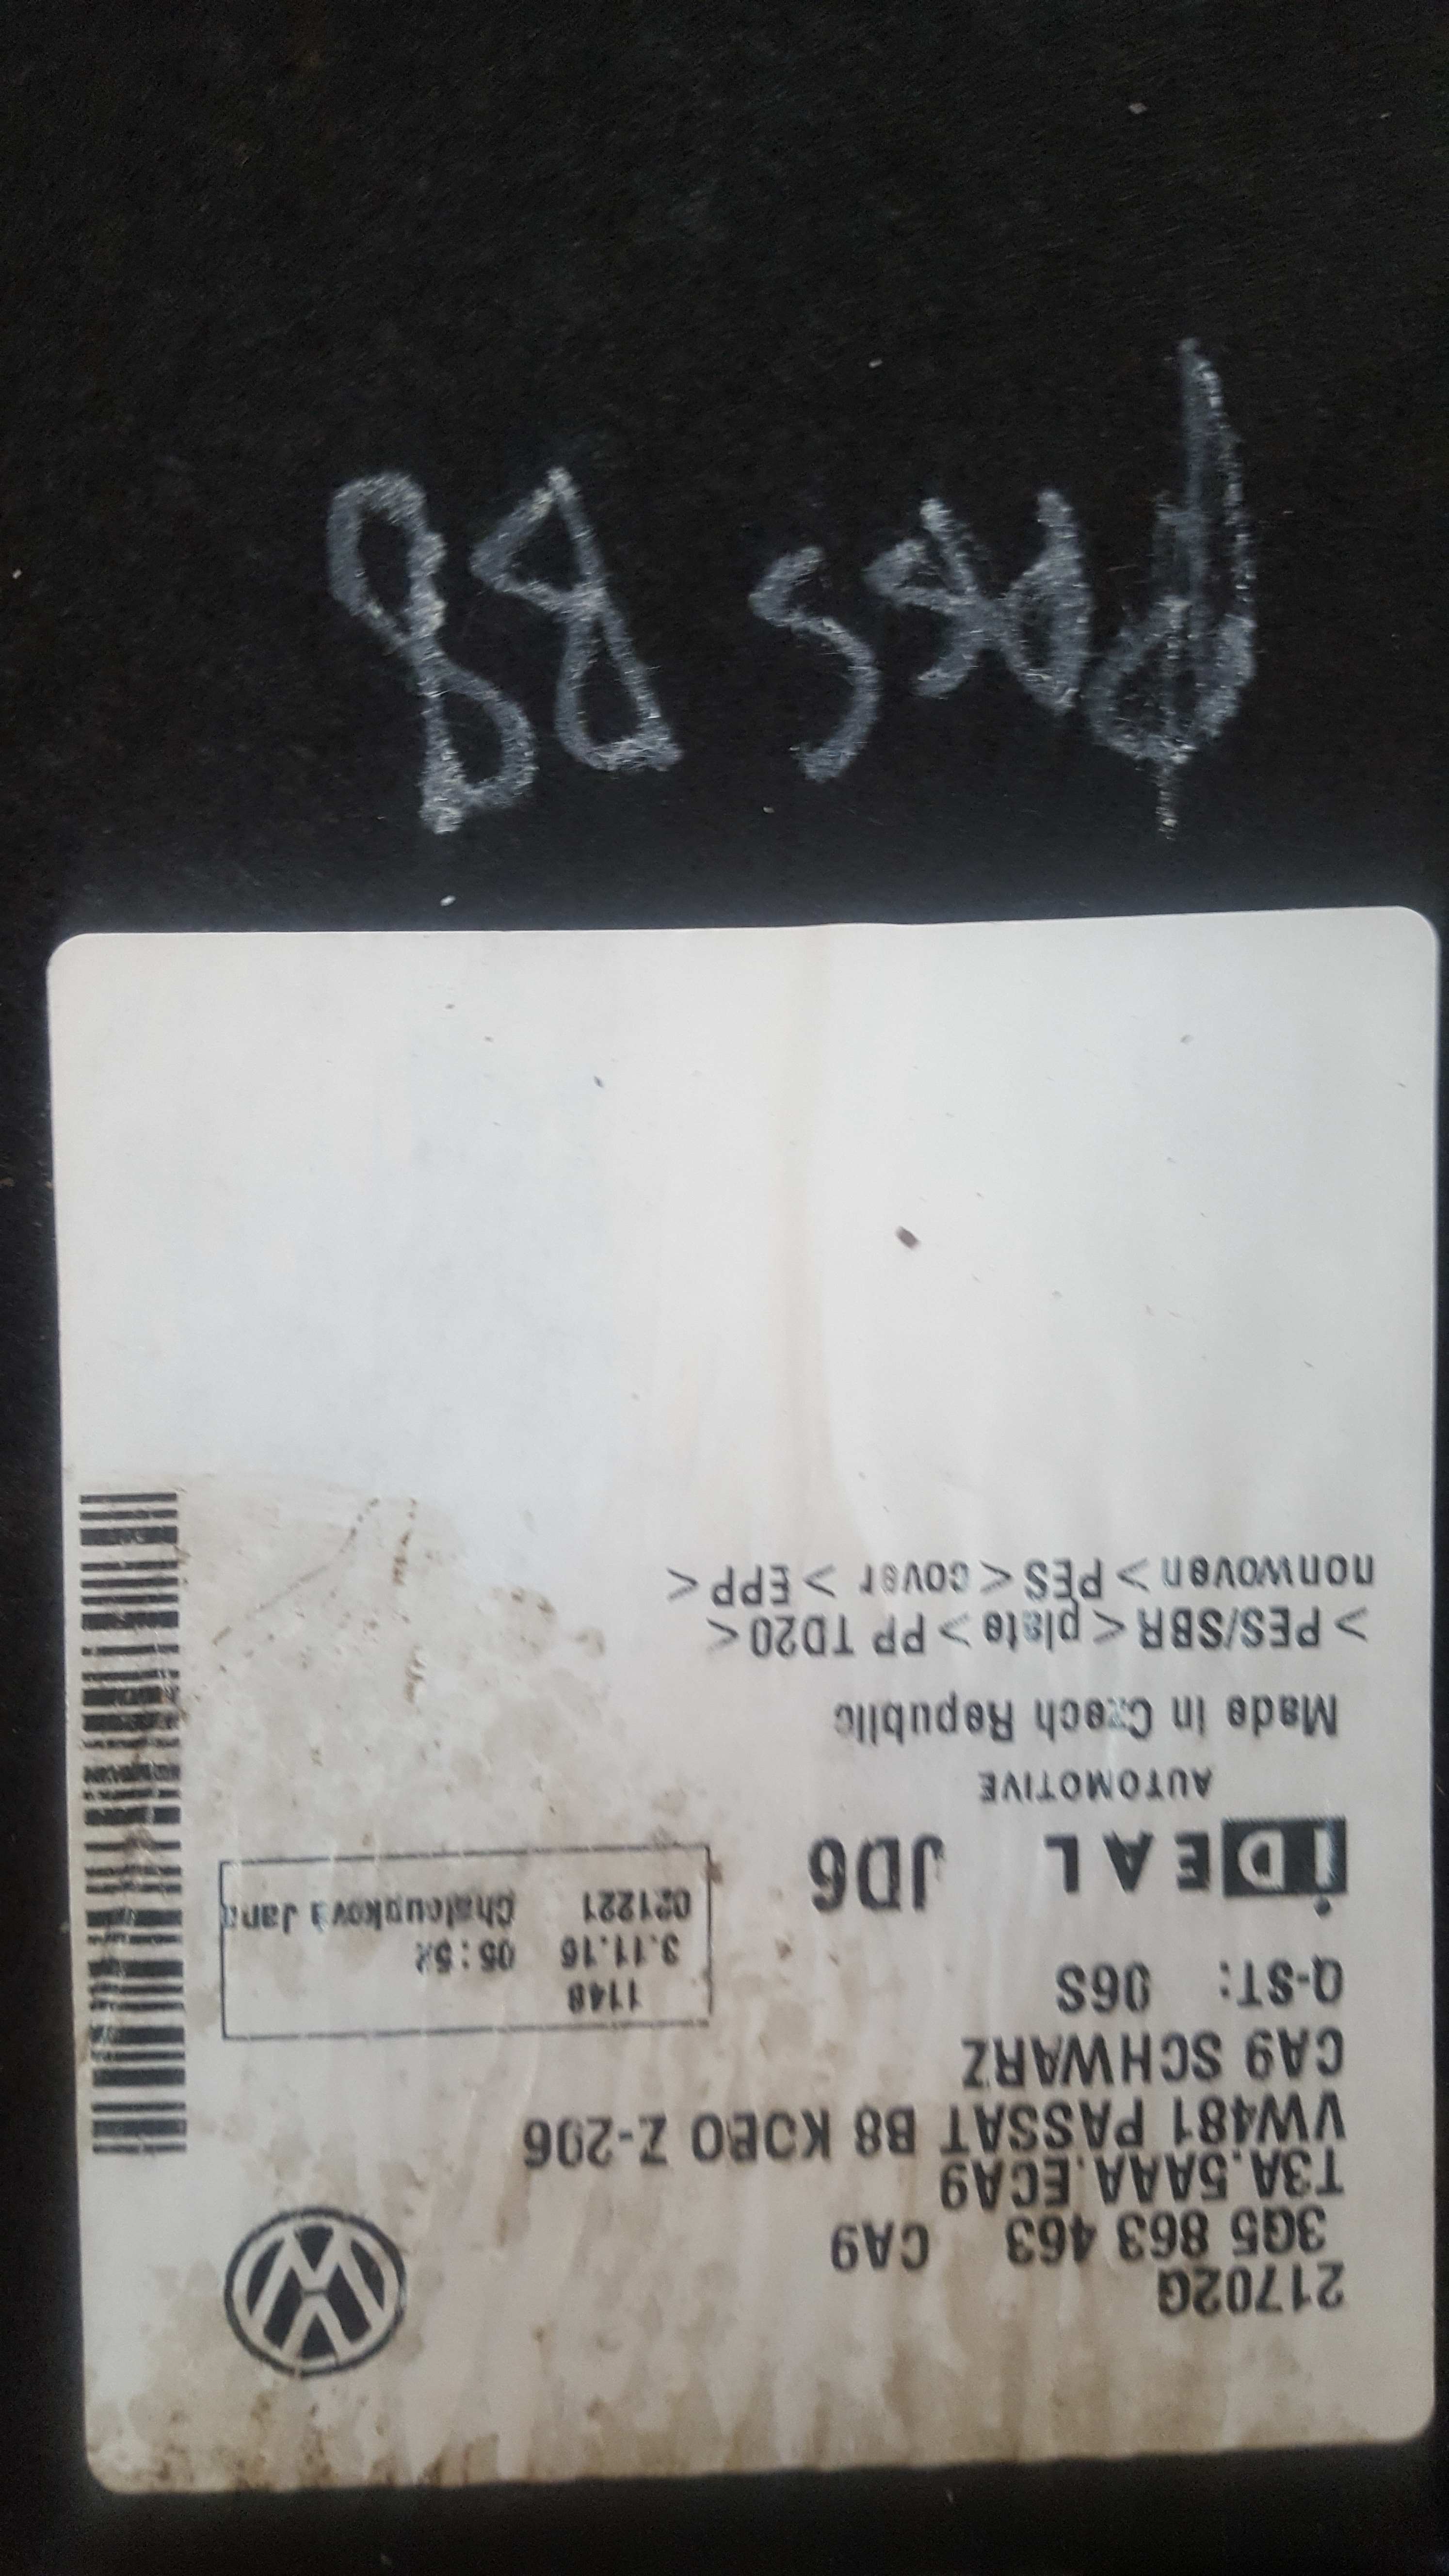 21702G
3G5 863 463 CA9
T3A.5AAA.ECA9
VW481 PASSAT B8 KOBO Z-206
CA9 SCHWARZ
Q-ST: 06S
1148
3.11.16
021221 Chaloupková Jana
iDEAL JD6
AUTOMOTIVE
Made in Czech Republic
>PES/SBR< plate >PP TD20<
nonwoven >PES< cover >EPP<
Pass B8